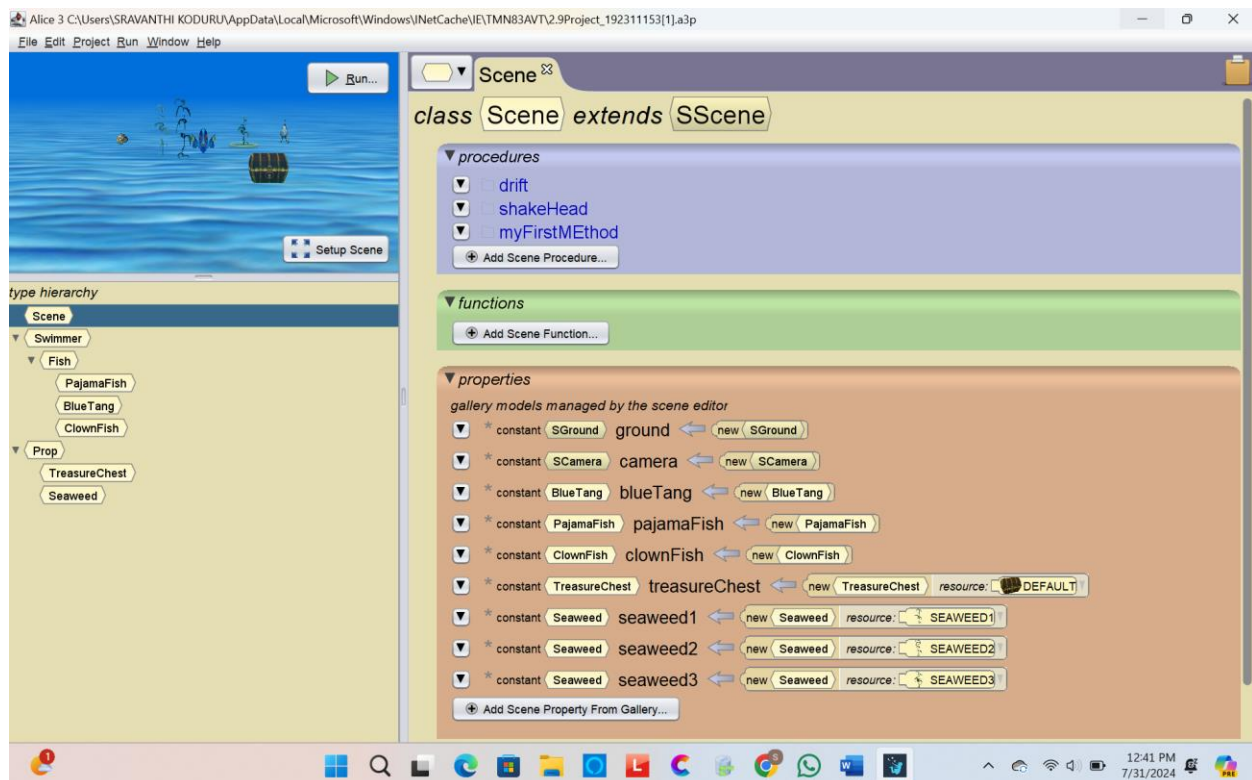 Alice 3 C:\Users\SRAVANTHI KODURU\AppData\Local\Microsoft\Windows\INetCache\IE\TMN83AVT\2.9Project_192311153[1].a3p
File Edit Project Run Window Help
Run...
Setup Scene
type hierarchy
Scene
Swimmer
Fish
PajamaFish
BlueTang
ClownFish
Prop
TreasureChest
Seaweed
Scene
class Scene extends SScene
procedures
drift
shakeHead
myFirstMEthod
Add Scene Procedure...
functions
Add Scene Function...
properties
gallery models managed by the scene editor
* constant SGround ground new SGround
* constant SCamera camera new SCamera
* constant BlueTang blueTang new BlueTang
* constant PajamaFish pajamaFish new PajamaFish
* constant ClownFish clownFish new ClownFish
* constant TreasureChest treasureChest new TreasureChest resource: DEFAULT
* constant Seaweed seaweed1 new Seaweed resource: SEAWEED1
* constant Seaweed seaweed2 new Seaweed resource: SEAWEED2
* constant Seaweed seaweed3 new Seaweed resource: SEAWEED3
Add Scene Property From Gallery...
12:41 PM
7/31/2024